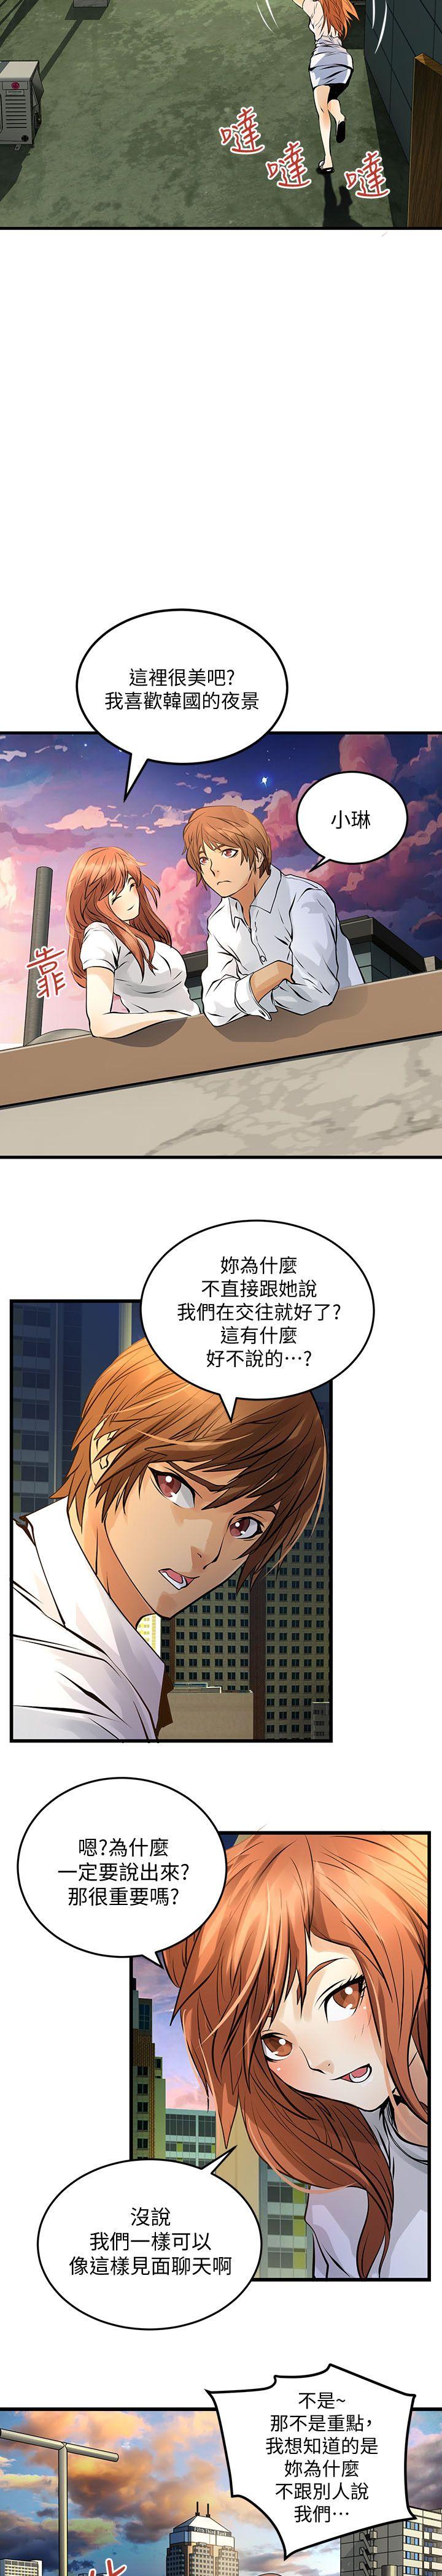 噠
噠
噠
這裡很美吧?
我喜歡韓國的夜景
小琳
靠
妳為什麼
不直接跟她說
我們在交往就好了?
這有什麼
好不說的…?
嗯?為什麼
一定要說出來?
那很重要嗎?
沒說
我們一樣可以
像這樣見面聊天啊
不是~
那不是重點,
我想知道的是
妳為什麼
不跟別人說
我們…